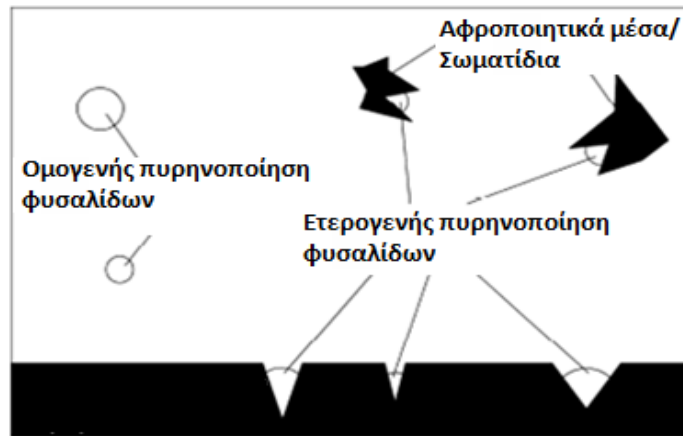 Αφροποιητικά μέσα/
Σωματίδια
Ομογενής πυρηνοποίηση
φυσαλίδων
Ετερογενής πυρηνοποίηση
φυσαλίδων